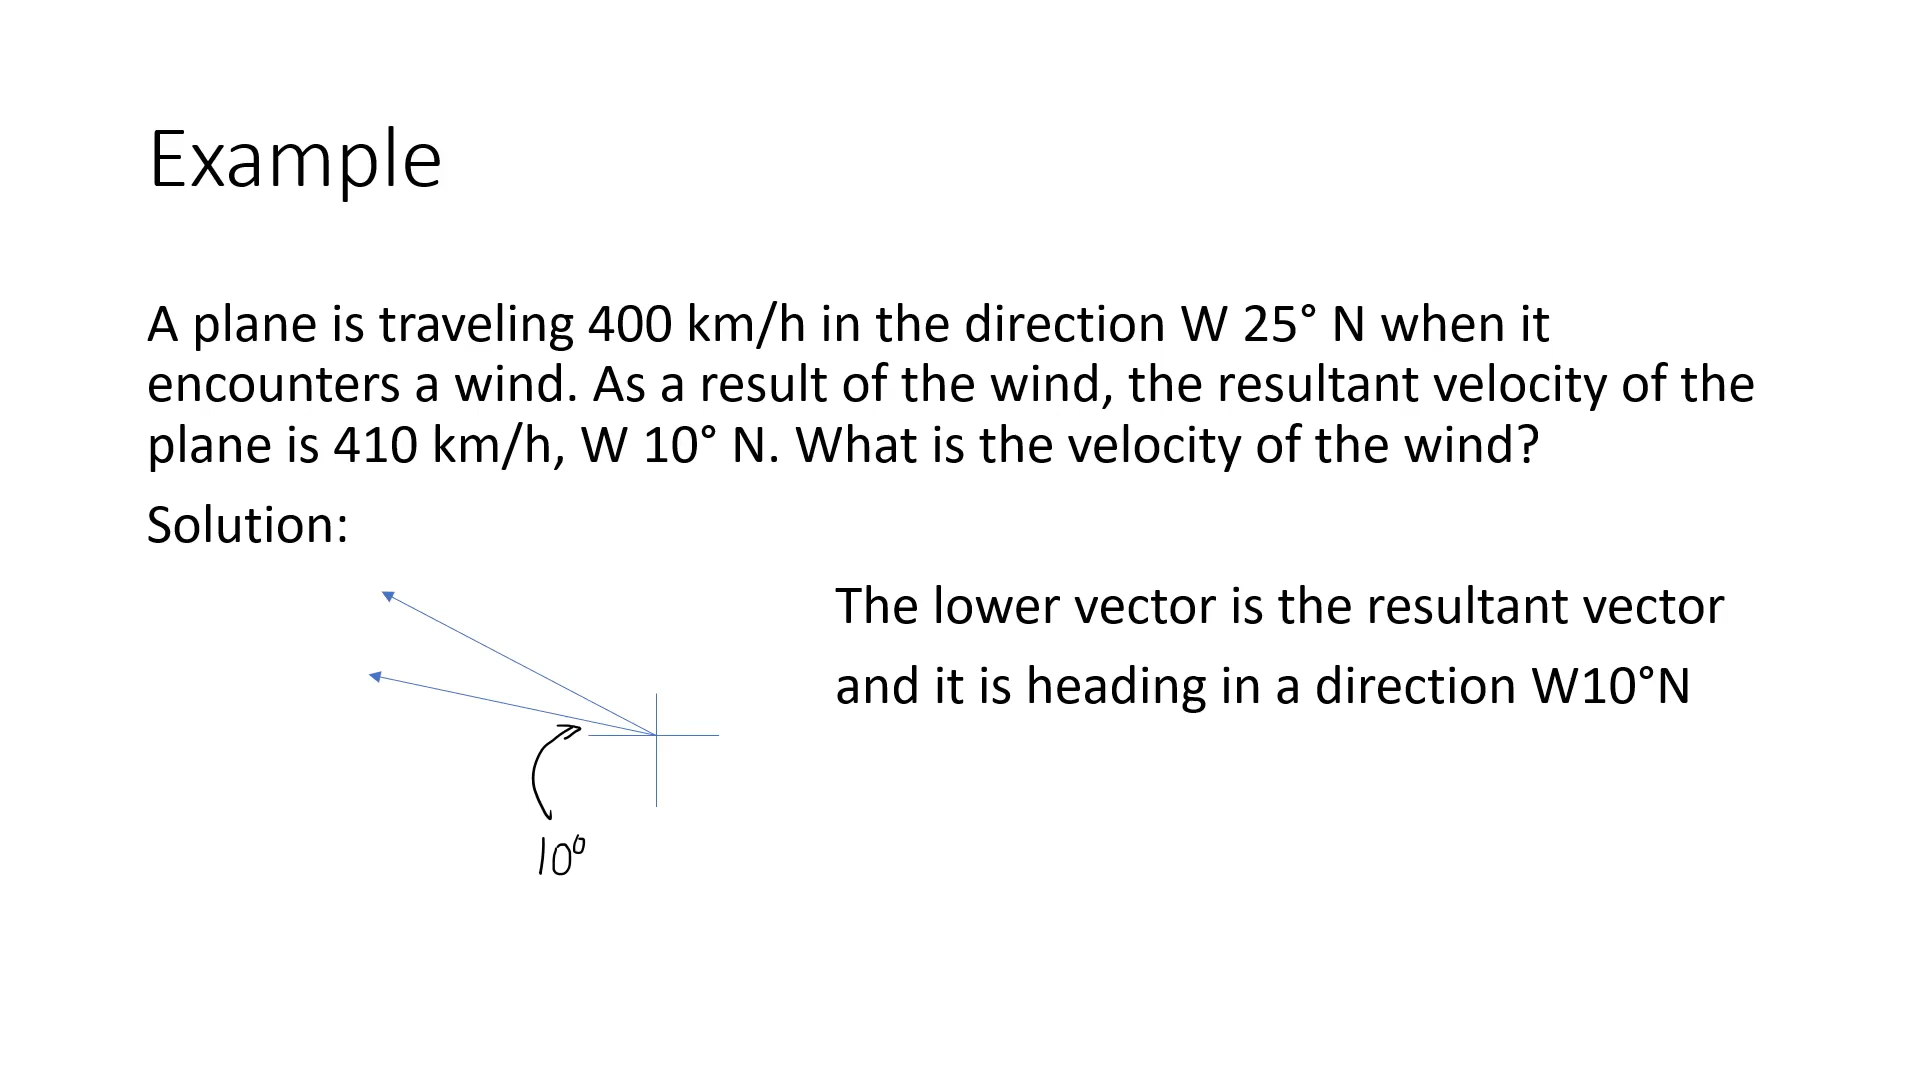 Example
A plane is traveling 400 km/h in the direction W 25° N when it
encounters a wind. As a result of the wind, the resultant velocity of the
plane is 410 km/h, W 10° N. What is the velocity of the wind?
Solution:
The lower vector is the resultant vector
and it is heading in a direction W10°N
10°